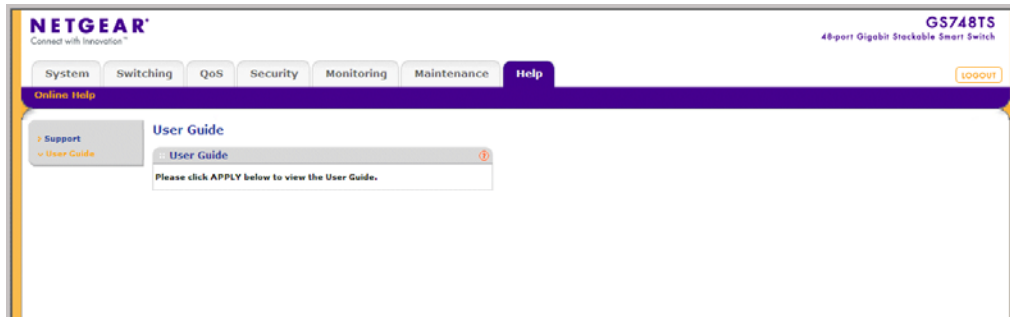 NETGEAR®
Connect with Innovation™
GS748TS
48-port Gigabit Stackable Smart Switch
System Switching QoS Security Monitoring Maintenance Help
LOGOUT
Online Help
Support
User Guide
User Guide
User Guide
Please click APPLY below to view the User Guide.